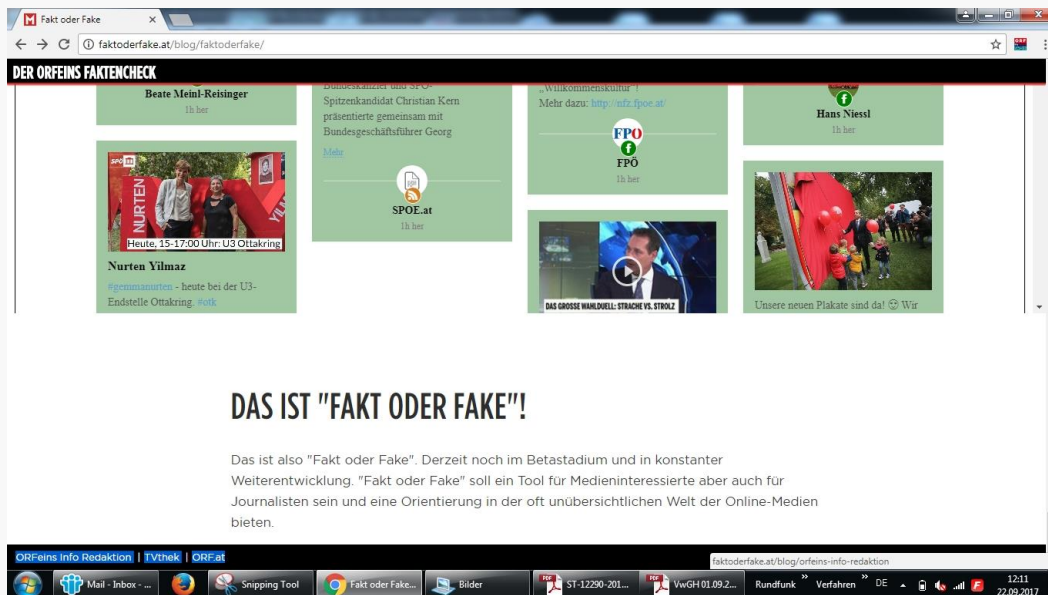 Fakt oder Fake
faktoderfake.at/blog/faktoderfake/
DER ORFEINS FAKTENCHECK
Beate Meinl-Reisinger
1h her
SPÖ
NURTEN
YILMAZ
Heute, 15-17:00 Uhr: U3 Ottakring
Nurten Yilmaz
#gemmanurten - heute bei der U3-
Endstelle Ottakring. #otk
Bundeskanzler und SPÖ-
Spitzenkandidat Christian Kern
präsentierte gemeinsam mit
Bundesgeschäftsführer Georg
Mehr
SPOE.at
1h her
„Willkommenskultur“!
Mehr dazu: http://nfz.fpoe.at/
FPÖ
FPÖ
1h her
DAS GROSSE WAHLDUELL: STRACHE VS. STROLZ
Hans Niessl
1h her
Unsere neuen Plakate sind da! 😊 Wir
DAS IST "FAKT ODER FAKE"!
Das ist also "Fakt oder Fake". Derzeit noch im Betastadium und in konstanter
Weiterentwicklung. "Fakt oder Fake" soll ein Tool für Medieninteressierte aber auch für
Journalisten sein und eine Orientierung in der oft unübersichtlichen Welt der Online-Medien
bieten.
ORFeins Info Redaktion | TVthek | ORF.at
faktoderfake.at/blog/orfeins-info-redaktion
Mail - Inbox - ... Snipping Tool Fakt oder Fake... Bilder ST-12290-201... VwGH 01.09.2... Rundfunk » Verfahren » DE 12:11
22.09.2017